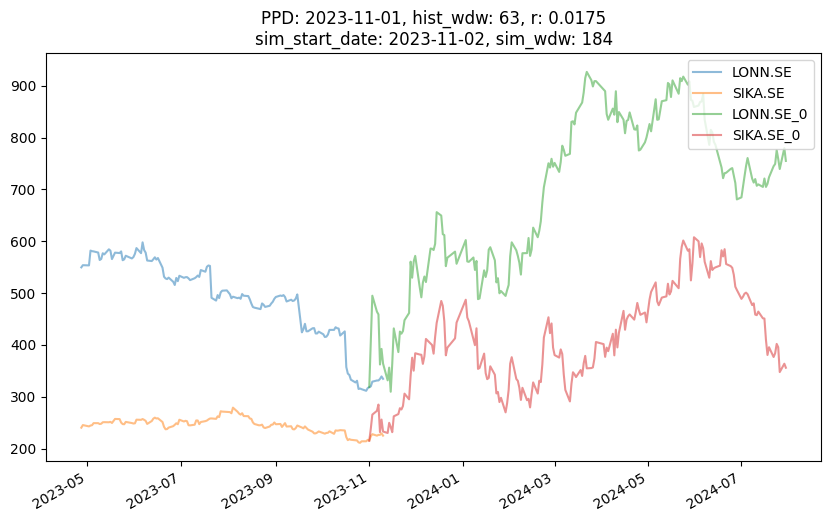 PPD: 2023-11-01, hist_wdw: 63, r: 0.0175
sim_start_date: 2023-11-02, sim_wdw: 184
LONN.SE
SIKA.SE
LONN.SE_0
SIKA.SE_0
900
800
700
600
500
400
300
200
2023-05
2023-07
2023-09
2023-11
2024-01
2024-03
2024-05
2024-07